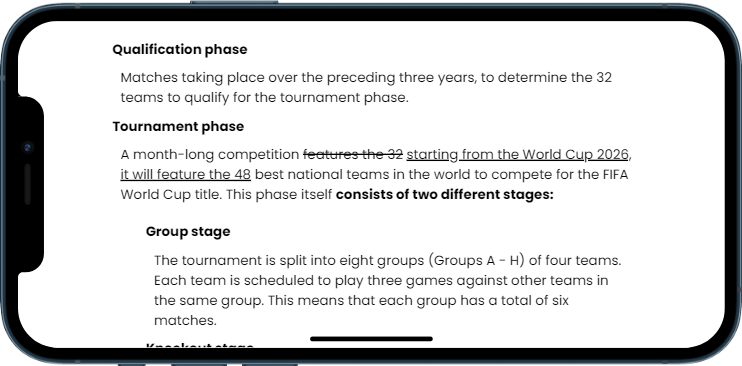 Qualification phase
Matches taking place over the preceding three years, to determine the 32
teams to qualify for the tournament phase.
Tournament phase
A month-long competition features the 32 starting from the World Cup 2026,
it will feature the 48 best national teams in the world to compete for the FIFA
World Cup title. This phase itself consists of two different stages:
Group stage
The tournament is split into eight groups (Groups A - H) of four teams.
Each team is scheduled to play three games against other teams in
the same group. This means that each group has a total of six
matches.
Knockout stage